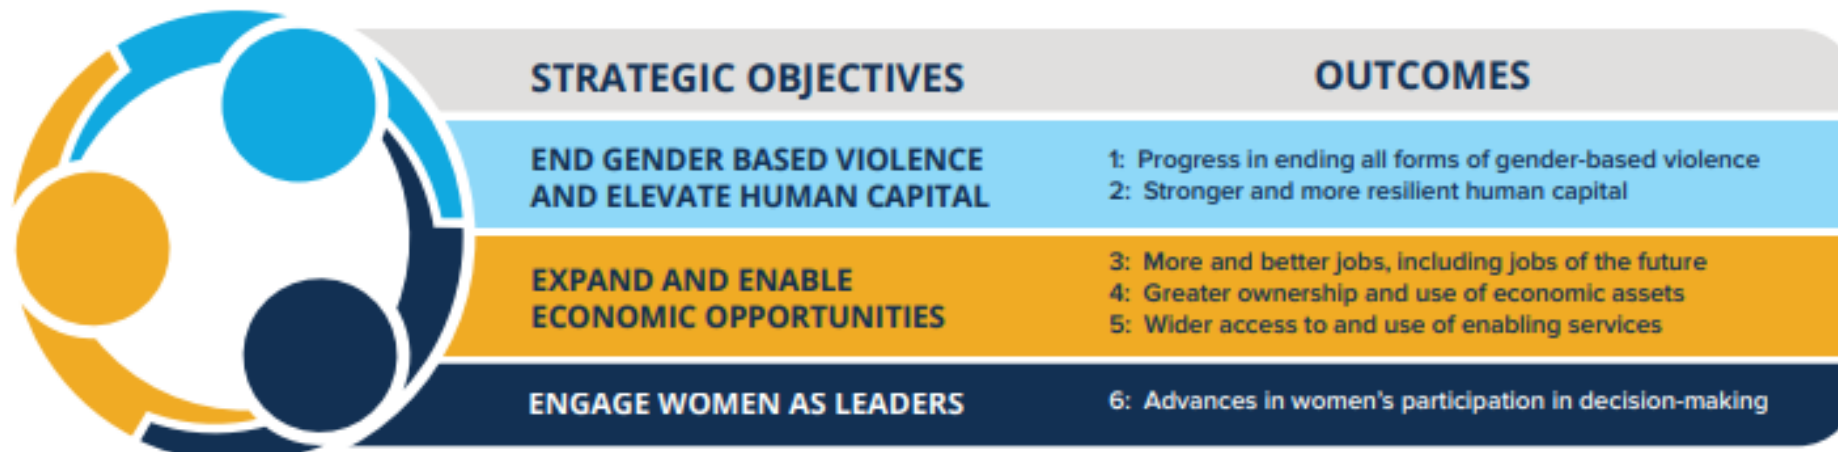 STRATEGIC OBJECTIVES
OUTCOMES
END GENDER BASED VIOLENCE
AND ELEVATE HUMAN CAPITAL
1: Progress in ending all forms of gender-based violence
2: Stronger and more resilient human capital
EXPAND AND ENABLE
ECONOMIC OPPORTUNITIES
3: More and better jobs, including jobs of the future
4: Greater ownership and use of economic assets
5: Wider access to and use of enabling services
ENGAGE WOMEN AS LEADERS
6: Advances in women’s participation in decision-making